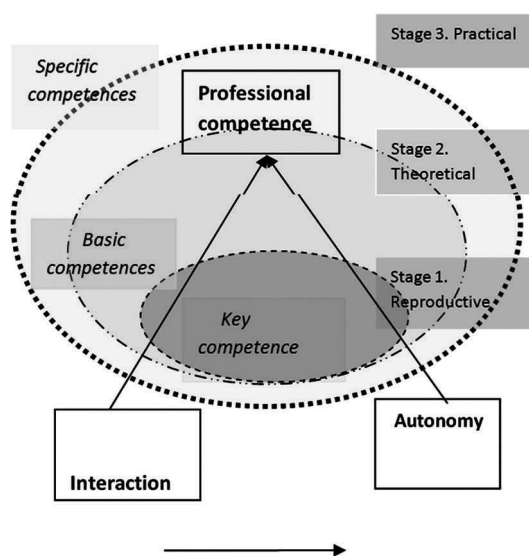 Stage 3. Practical
Specific
competences
Professional
competence
Stage 2.
Theoretical
Basic
competences
Stage 1.
Reproductive
Key
competence
Autonomy
Interaction